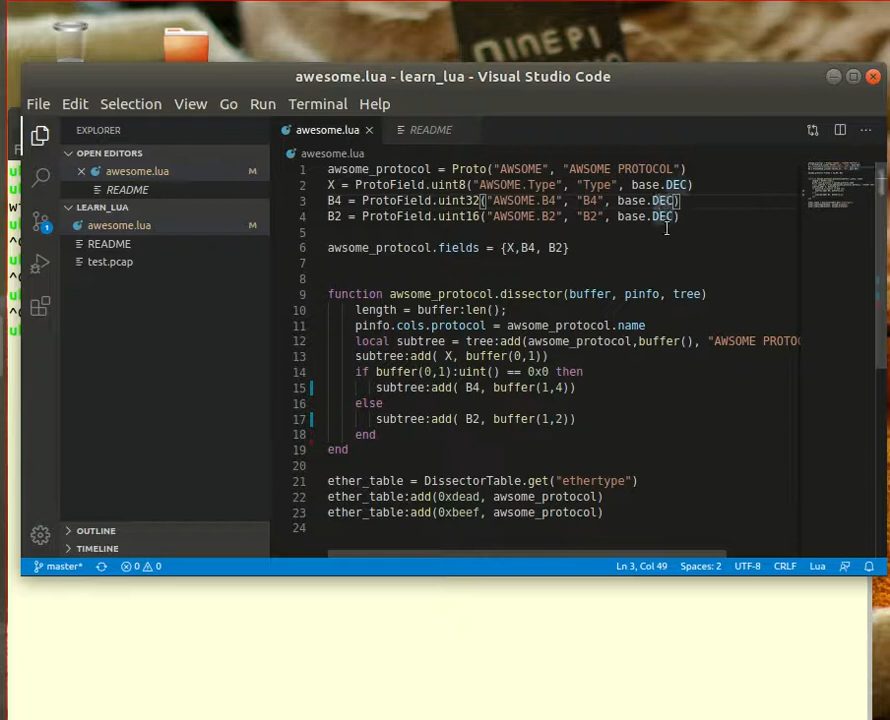 NINEPI
awesome.lua - learn_lua - Visual Studio Code
File Edit Selection View Go Run Terminal Help
EXPLORER
OPEN EDITORS
awesome.lua M
README
LEARN_LUA
awesome.lua M
README
test.pcap
OUTLINE
TIMELINE
awesome.lua README
awesome.lua
1 awsome_protocol = Proto("AWSOME", "AWSOME PROTOCOL")
2 X = ProtoField.uint8("AWSOME.Type", "Type", base.DEC)
3 B4 = ProtoField.uint32("AWSOME.B4", "B4", base.DEC)
4 B2 = ProtoField.uint16("AWSOME.B2", "B2", base.DEC)
5
6 awsome_protocol.fields = {X,B4, B2}
7
8
9 function awsome_protocol.dissector(buffer, pinfo, tree)
10 length = buffer:len();
11 pinfo.cols.protocol = awsome_protocol.name
12 local subtree = tree:add(awsome_protocol,buffer(), "AWSOME PROTO
13 subtree:add( X, buffer(0,1))
14 if buffer(0,1):uint() == 0x0 then
15 subtree:add( B4, buffer(1,4))
16 else
17 subtree:add( B2, buffer(1,2))
18 end
19 end
20
21 ether_table = DissectorTable.get("ethertype")
22 ether_table:add(0xdead, awsome_protocol)
23 ether_table:add(0xbeef, awsome_protocol)
24
master* 0 0 Ln 3, Col 49 Spaces: 2 UTF-8 CRLF Lua